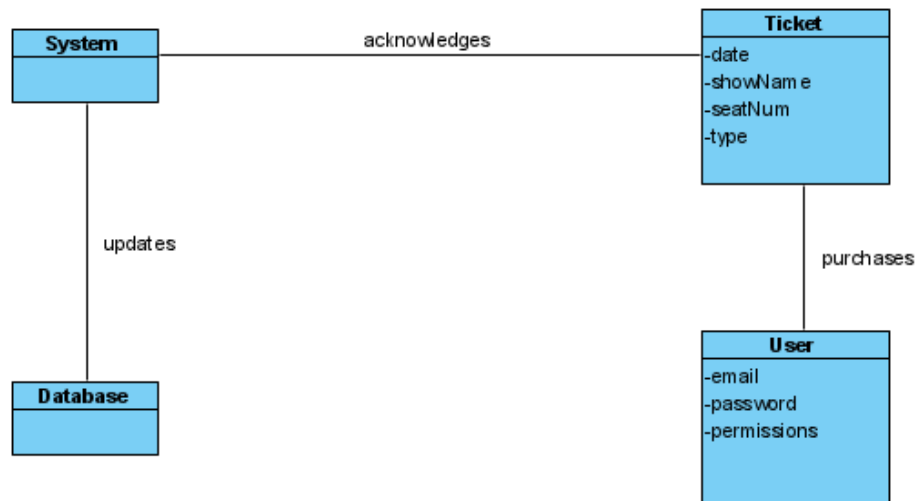 System
acknowledges
Ticket
-date
-showName
-seatNum
-type
updates
purchases
Database
User
-email
-password
-permissions